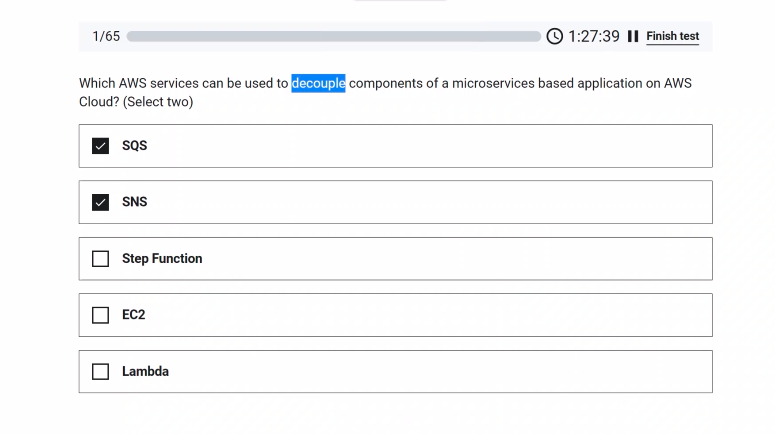 1/65 1:27:39 Finish test
Which AWS services can be used to decouple components of a microservices based application on AWS
Cloud? (Select two)
SQS
SNS
Step Function
EC2
Lambda